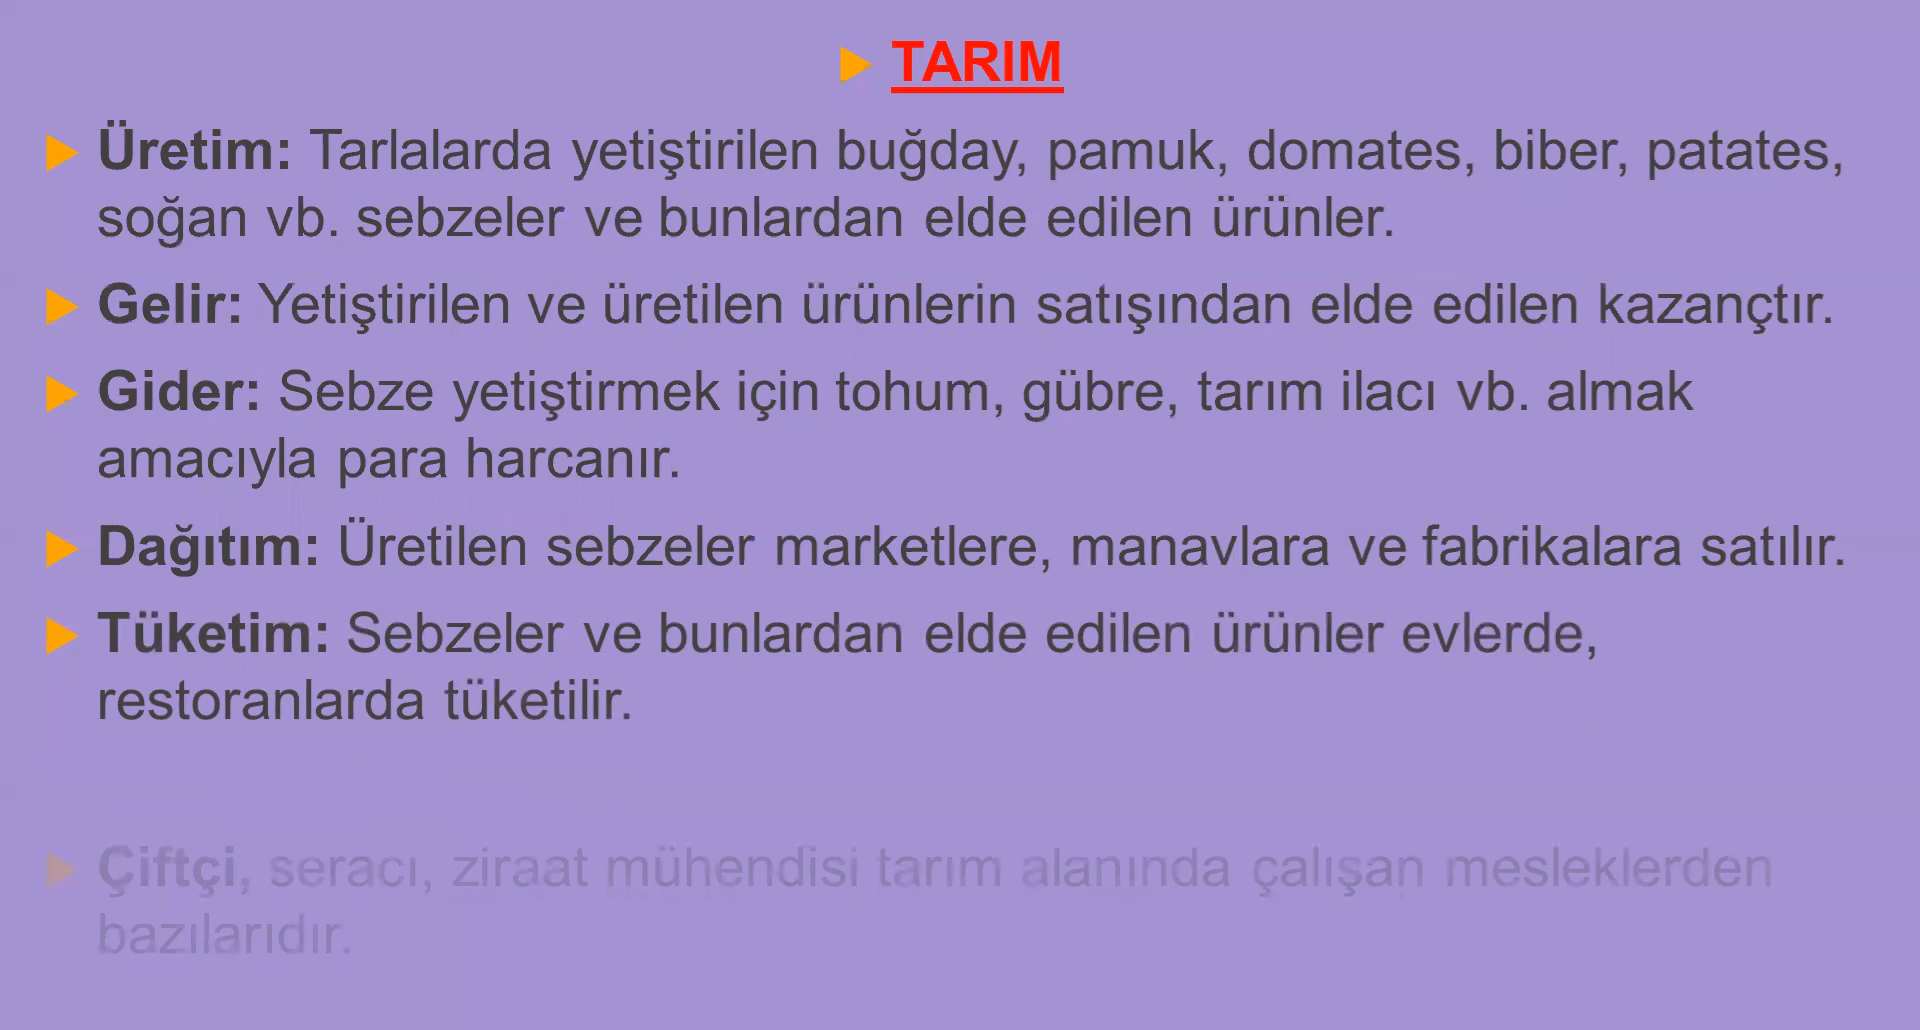 TARIM
Üretim: Tarlalarda yetiştirilen buğday, pamuk, domates, biber, patates,
soğan vb. sebzeler ve bunlardan elde edilen ürünler.
Gelir: Yetiştirilen ve üretilen ürünlerin satışından elde edilen kazançtır.
Gider: Sebze yetiştirmek için tohum, gübre, tarım ilacı vb. almak
amacıyla para harcanır.
Dağıtım: Üretilen sebzeler marketlere, manavlara ve fabrikalara satılır.
Tüketim: Sebzeler ve bunlardan elde edilen ürünler evlerde,
restoranlarda tüketilir.
Çiftçi, seracı, ziraat mühendisi tarım alanında çalışan mesleklerden
bazılarıdır.